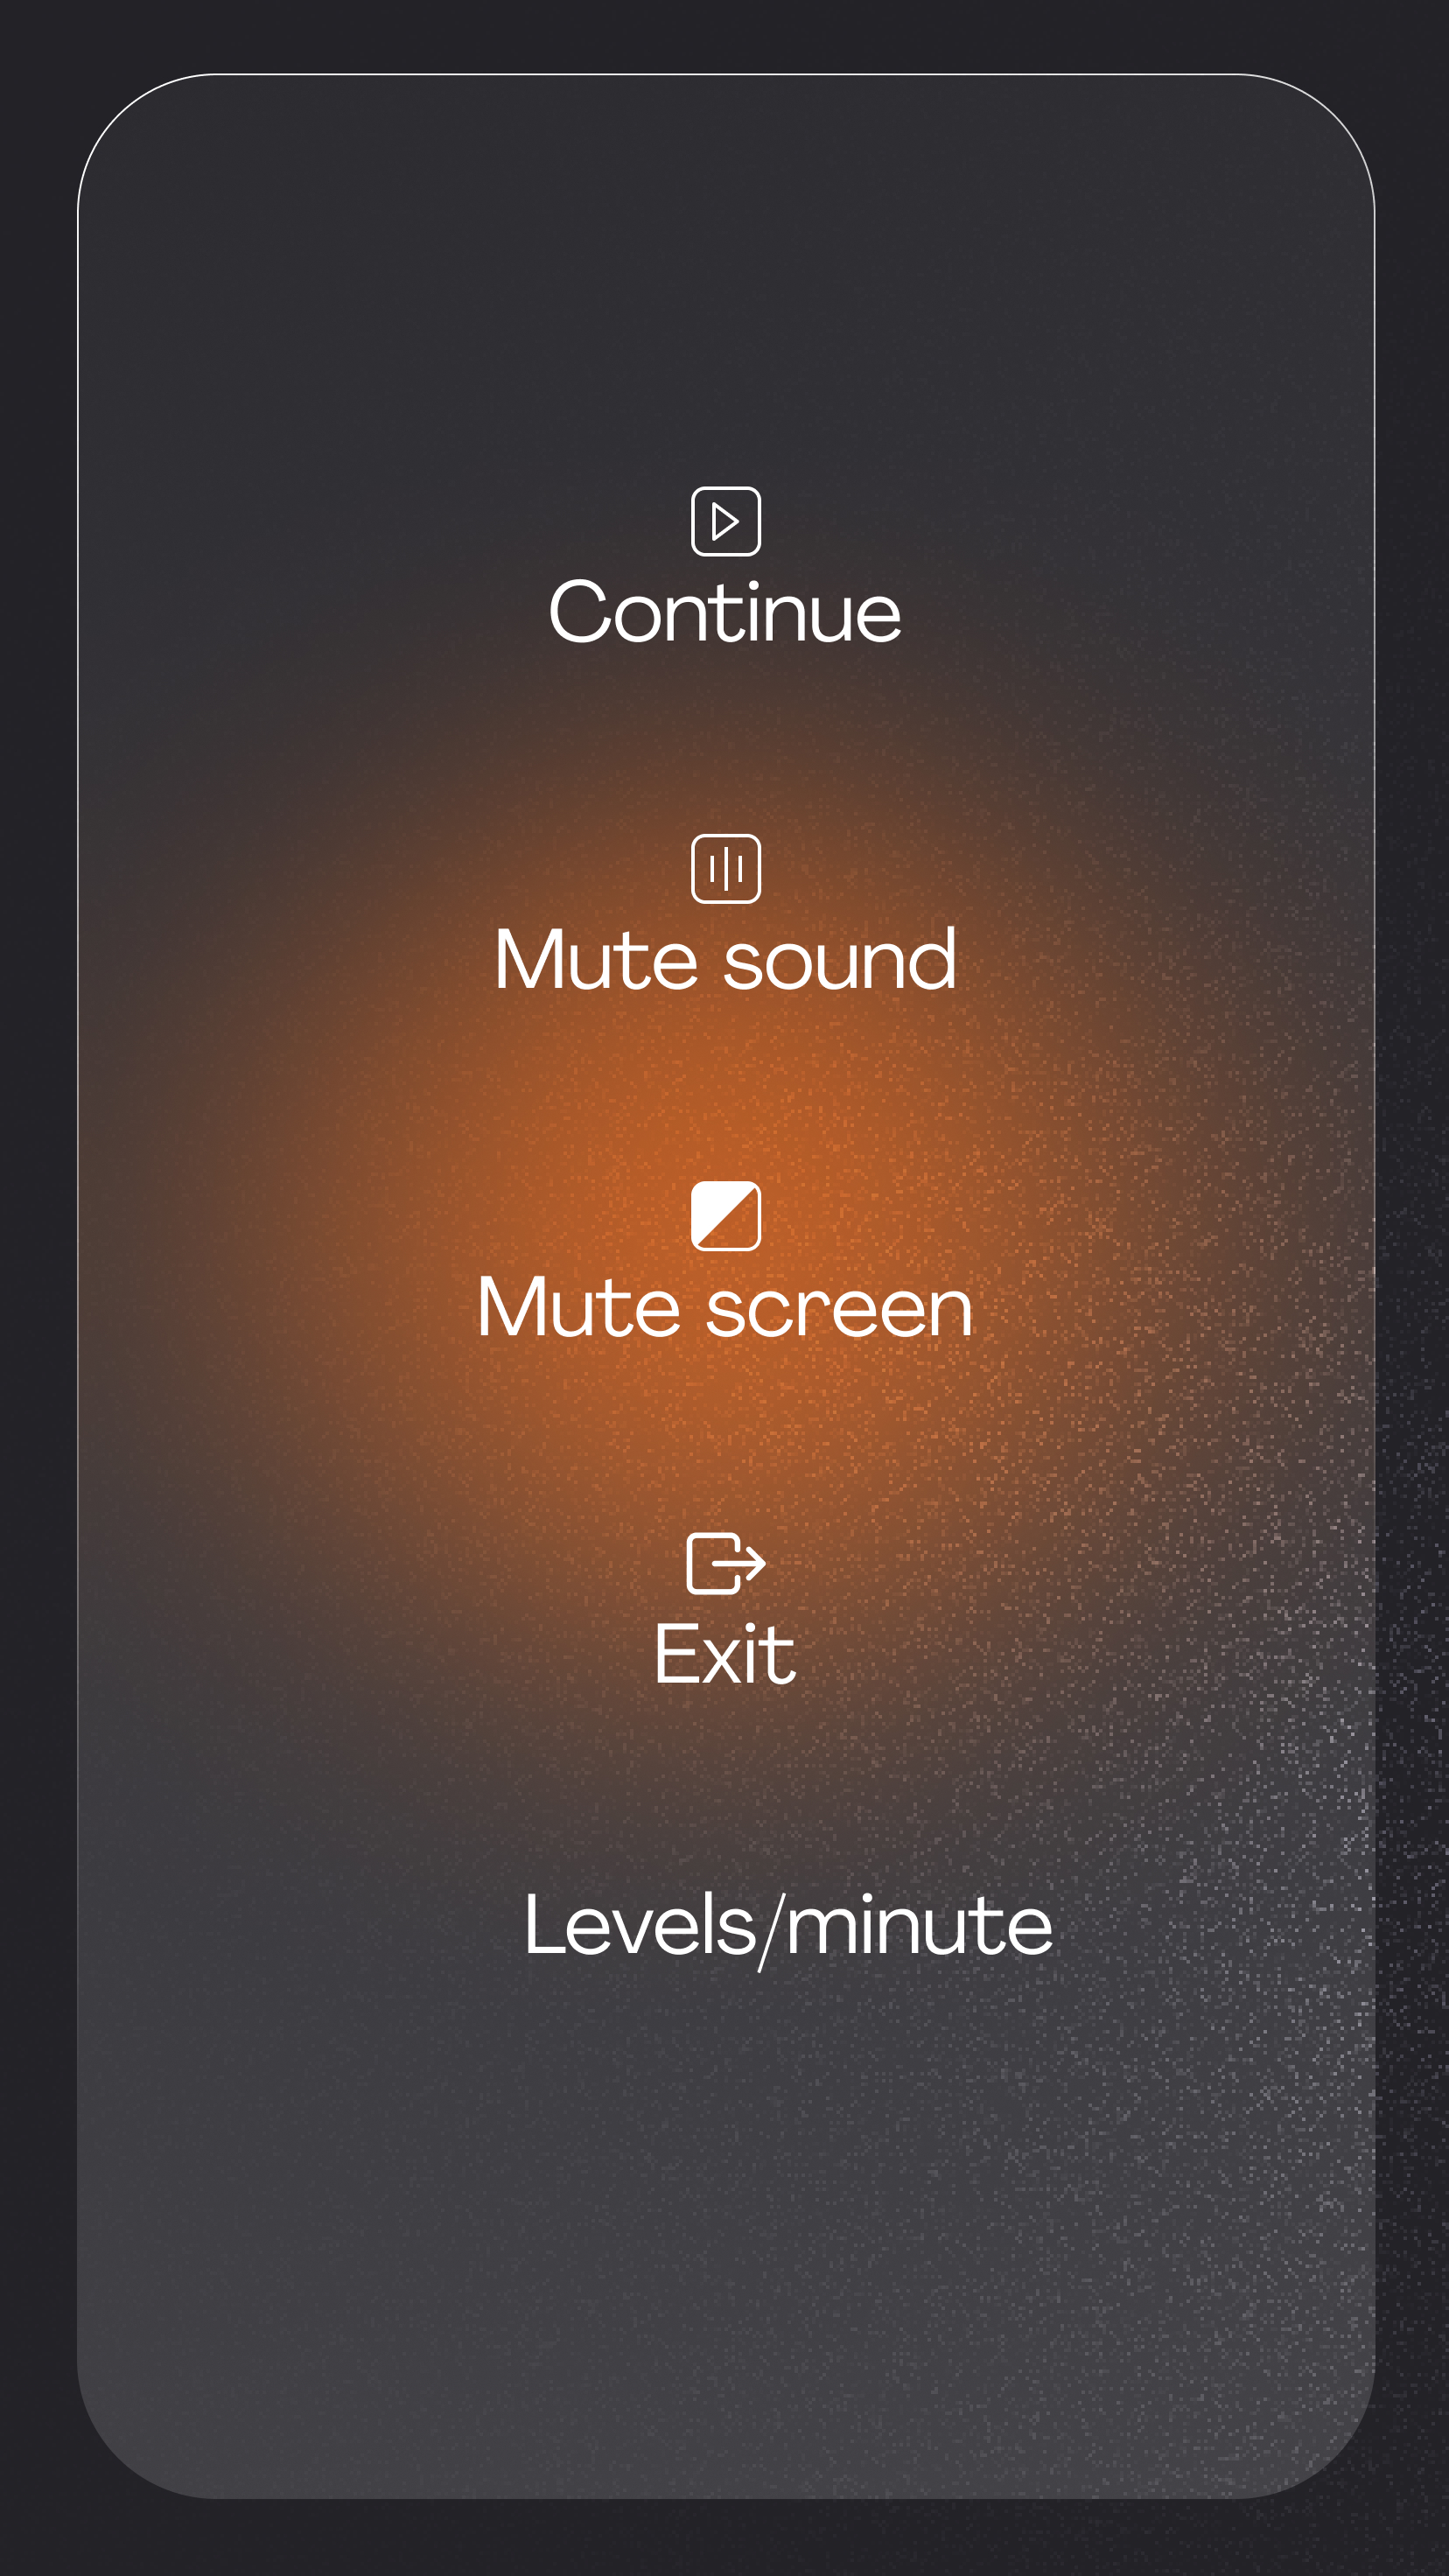 Continue
Mute sound
Mute screen
Exit
Levels/minute